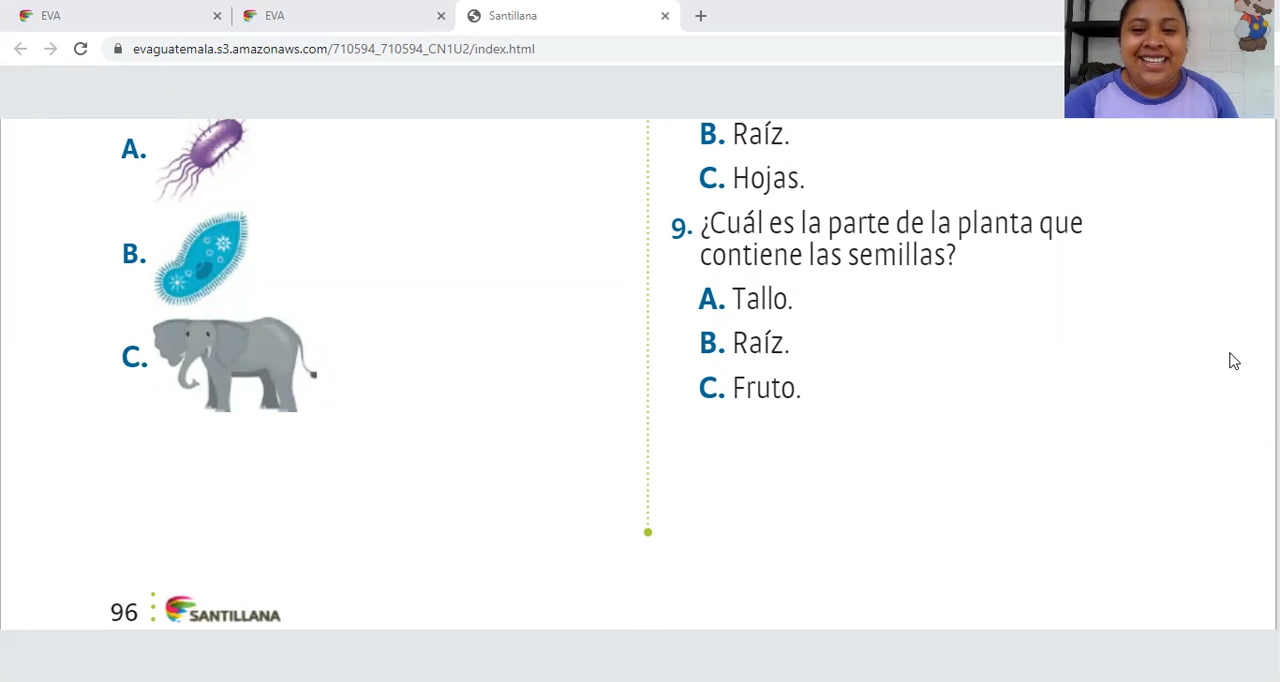 EVA
EVA
Santillana
evaguatemala.s3.amazonaws.com/710594_710594_CN1U2/index.html
A.
B.
C.
B. Raíz.
C. Hojas.
9. ¿Cuál es la parte de la planta que
contiene las semillas?
A. Tallo.
B. Raíz.
C. Fruto.
96
SANTILLANA